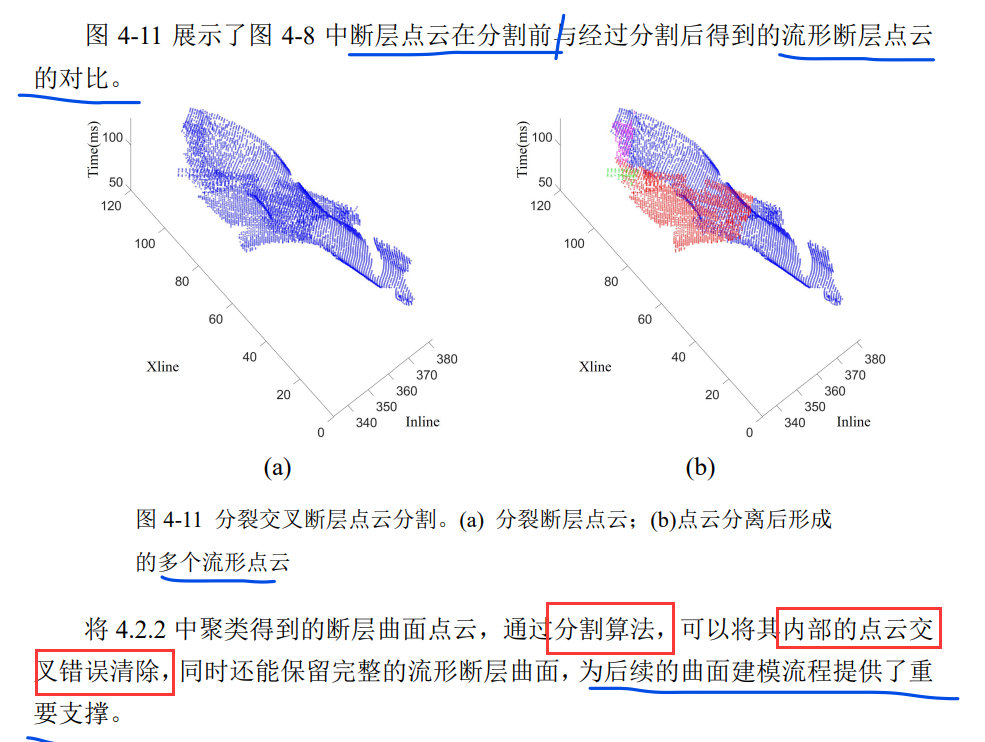 图 4-11 展示了图 4-8 中断层点云在分割前与经过分割后得到的流形断层点云
的对比。
Time(ms)
100
50
120
100
80
60
40
20
0
Xline
340
350
360
370
380
Inline
(a)
Time(ms)
100
50
120
100
80
60
40
20
0
Xline
340
350
360
370
380
Inline
(b)
图 4-11 分裂交叉断层点云分割。(a) 分裂断层点云；(b)点云分离后形成
的多个流形点云
将 4.2.2 中聚类得到的断层曲面点云，通过分割算法，可以将其内部的点云交
叉错误清除，同时还能保留完整的流形断层曲面，为后续的曲面建模流程提供了重
要支撑。